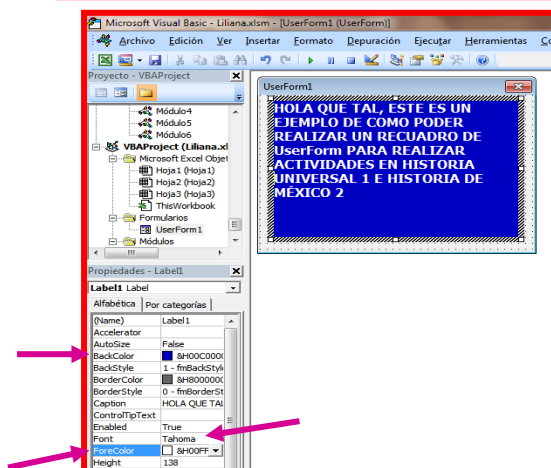 Microsoft Visual Basic - Liliana.xlsm - [UserForm1 (UserForm)]
Archivo Edición Ver Insertar Formato Depuración Ejecutar Herramientas
Proyecto - VBAProject
UserForm1
Módulo4
Módulo5
Módulo6
VBAProject (Liliana.xl
Microsoft Excel Objet
Hoja1 (Hoja1)
Hoja2 (Hoja2)
Hoja3 (Hoja3)
ThisWorkbook
Formularios
UserForm1
Módulos
HOLA QUE TAL, ESTE ES UN
EJEMPLO DE COMO PODER
REALIZAR UN RECUADRO DE
UserForm PARA REALIZAR
ACTIVIDADES EN HISTORIA
UNIVERSAL 1 E HISTORIA DE
MÉXICO 2
Propiedades - Label1
Label1 Label
Alfabética Por categorías
(Name) Label1
Accelerator
AutoSize False
BackColor &H00C0000
BackStyle 1 - fmBackStyl
BorderColor &H8000000
BorderStyle 0 - fmBorderSt
Caption HOLA QUE TAL
ControlTipText
Enabled True
Font Tahoma
ForeColor &H00FF
Height 138